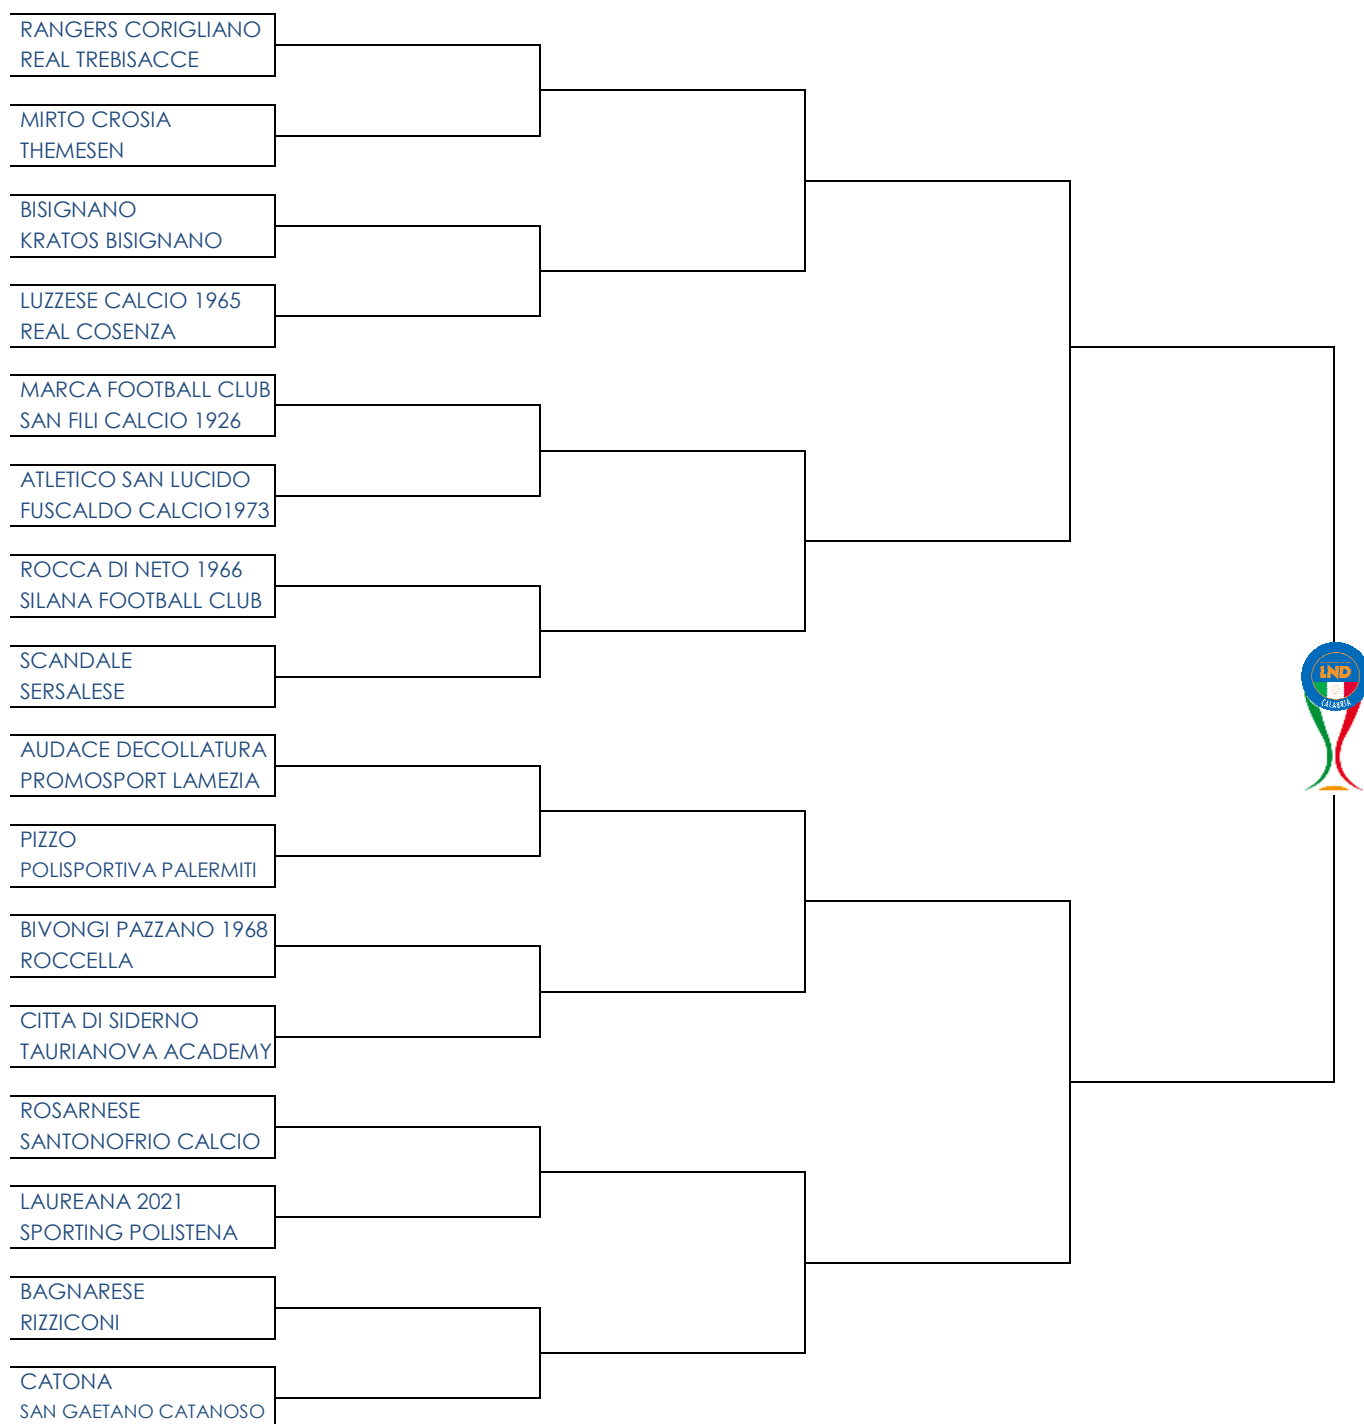 RANGERS CORIGLIANO
REAL TREBISACCE
MIRTO CROSIA
THEMESEN
BISIGNANO
KRATOS BISIGNANO
LUZZESE CALCIO 1965
REAL COSENZA
MARCA FOOTBALL CLUB
SAN FILI CALCIO 1926
ATLETICO SAN LUCIDO
FUSCALDO CALCIO1973
ROCCA DI NETO 1966
SILANA FOOTBALL CLUB
SCANDALE
SERSALESE
LND
CALABRIA
AUDACE DECOLLATURA
PROMOSPORT LAMEZIA
PIZZO
POLISPORTIVA PALERMITI
BIVONGI PAZZANO 1968
ROCCELLA
CITTA DI SIDERNO
TAURIANOVA ACADEMY
ROSARNESE
SANTONOFRIO CALCIO
LAUREANA 2021
SPORTING POLISTENA
BAGNARESE
RIZZICONI
CATONA
SAN GAETANO CATANOSO